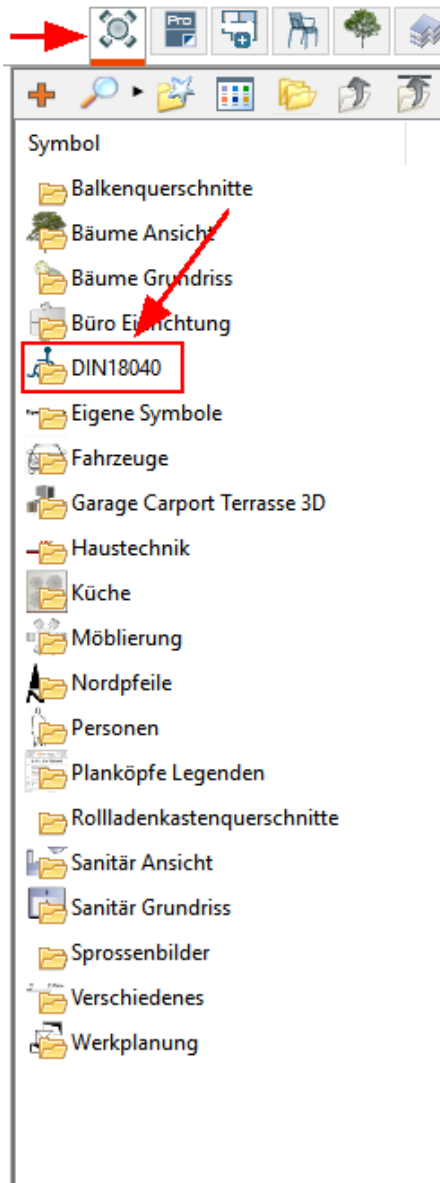 Pro
Symbol
Balkenquerschnitte
Bäume Ansicht
Bäume Grundriss
Büro Einrichtung
DIN18040
Eigene Symbole
Fahrzeuge
Garage Carport Terrasse 3D
Haustechnik
Küche
Möblierung
Nordpfeile
Personen
Planköpfe Legenden
Rollladenkastenquerschnitte
Sanitär Ansicht
Sanitär Grundriss
Sprossenbilder
Verschiedenes
Werkplanung